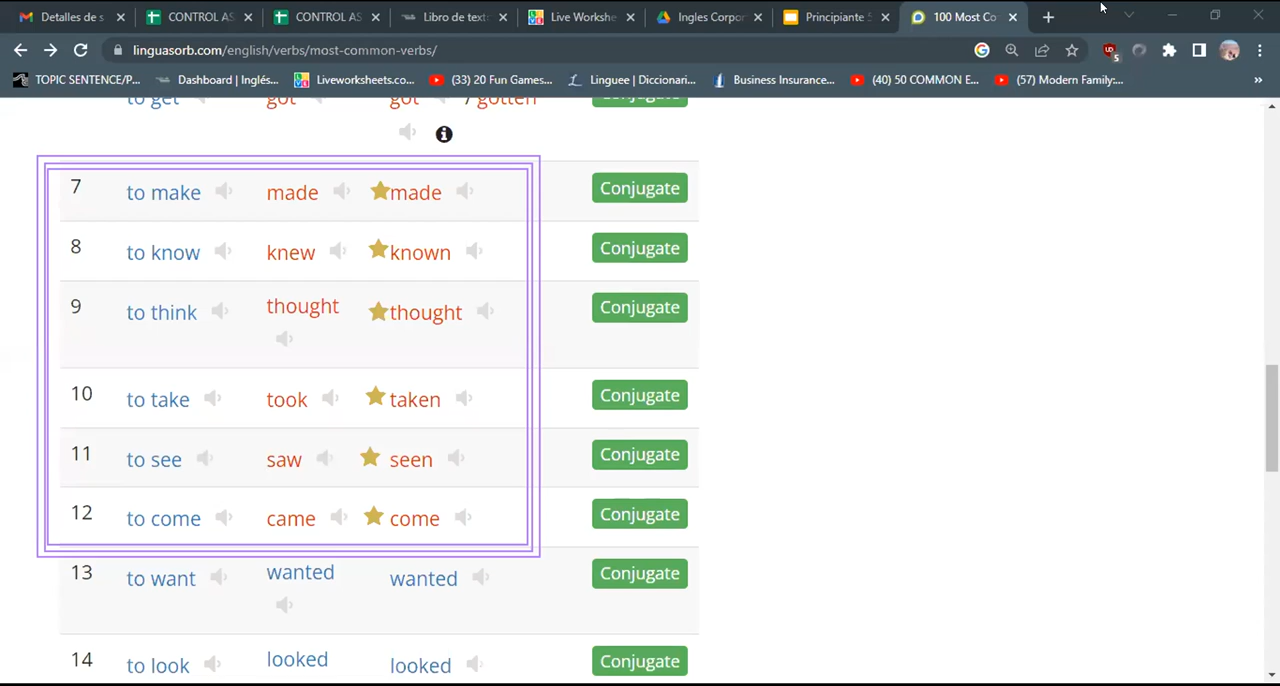 Detalles de s
CONTROL AS
CONTROL AS
Libro de text
Live Workshe
Ingles Corpor
Principiante 5
100 Most Co
linguasorb.com/english/verbs/most-common-verbs/
TOPIC SENTENCE/P...
Dashboard | Inglés...
Liveworksheets.co...
(33) 20 Fun Games...
Linguee | Diccionari...
Business Insurance...
(40) 50 COMMON E...
(57) Modern Family:...
»
to get got got / gotten Conjugate
7 to make made made Conjugate
8 to know knew known Conjugate
9 to think thought thought Conjugate
10 to take took taken Conjugate
11 to see saw seen Conjugate
12 to come came come Conjugate
13 to want wanted wanted Conjugate
14 to look looked looked Conjugate